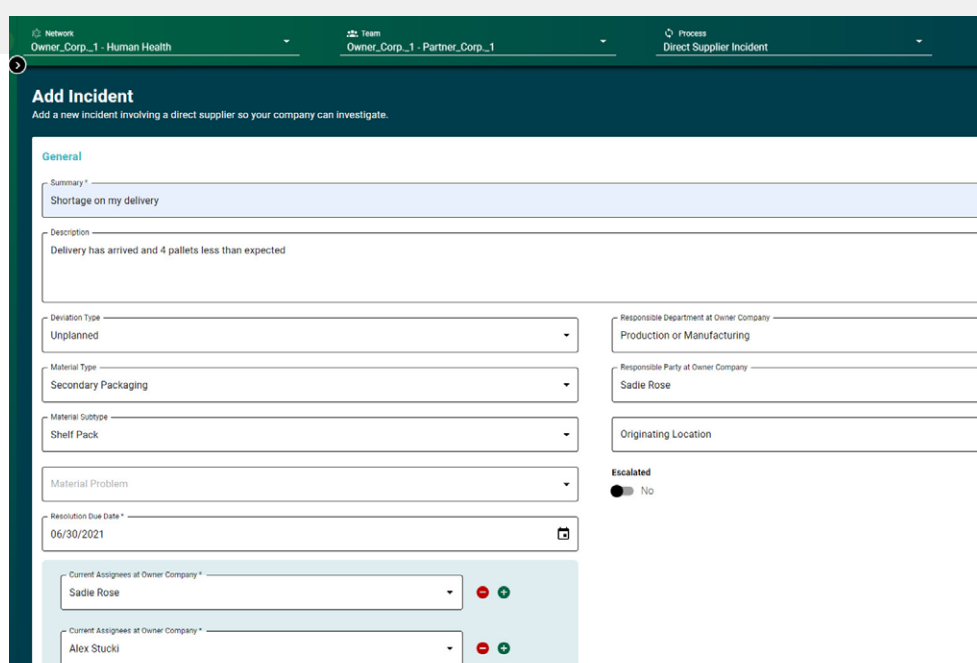 Network
Owner_Corp._1 - Human Health
Team
Owner_Corp._1 - Partner_Corp._1
Process
Direct Supplier Incident
Add Incident
Add a new incident involving a direct supplier so your company can investigate.
General
Summary *
Shortage on my delivery
Description
Delivery has arrived and 4 pallets less than expected
Deviation Type
Unplanned
Responsible Department at Owner Company
Production or Manufacturing
Material Type
Secondary Packaging
Responsible Party at Owner Company
Sadie Rose
Material Subtype
Shelf Pack
Originating Location
Material Problem
Escalated
No
Resolution Due Date *
06/30/2021
Current Assignees at Owner Company *
Sadie Rose
Current Assignees at Owner Company *
Alex Stucki